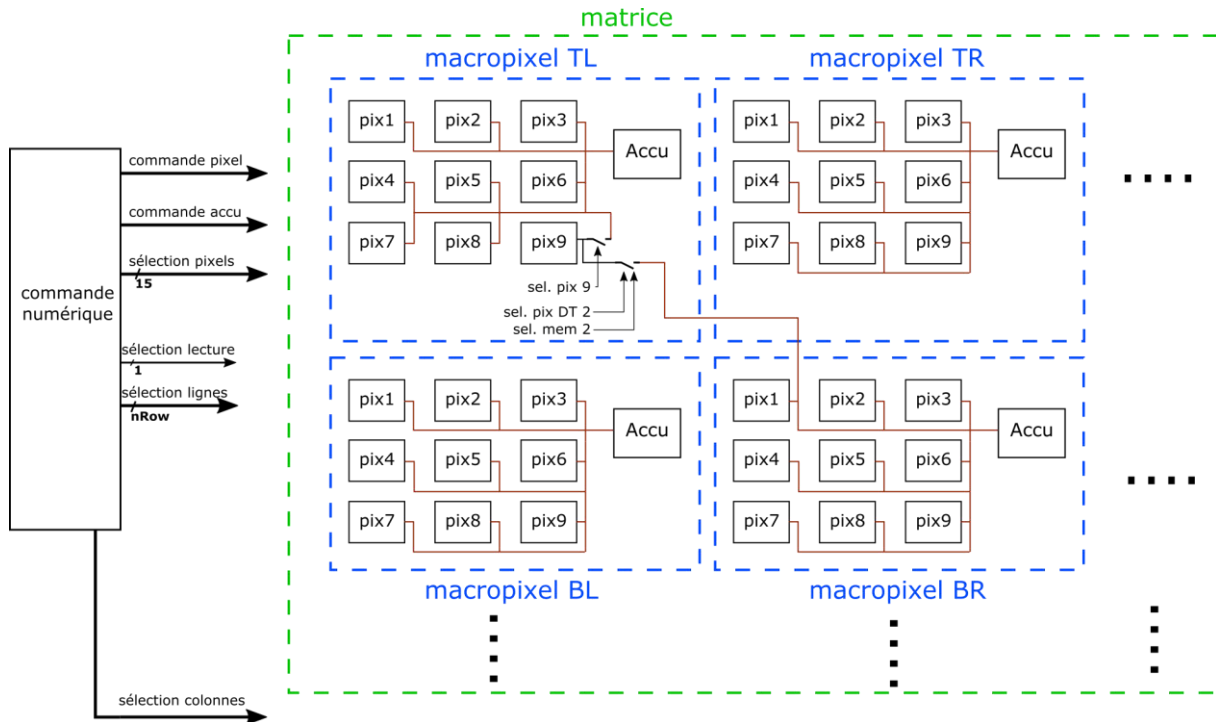 matrice
macropixel TL
macropixel TR
pix1 pix2 pix3
Accu
pix4 pix5 pix6
pix7 pix8 pix9
sel. pix 9
sel. pix DT 2
sel. mem 2
pix1 pix2 pix3
Accu
pix4 pix5 pix6
pix7 pix8 pix9
commande
numérique
commande pixel
commande accu
sélection pixels
15
sélection lecture
1
sélection lignes
nRow
sélection colonnes
pix1 pix2 pix3
Accu
pix4 pix5 pix6
pix7 pix8 pix9
macropixel BL
pix1 pix2 pix3
Accu
pix4 pix5 pix6
pix7 pix8 pix9
macropixel BR